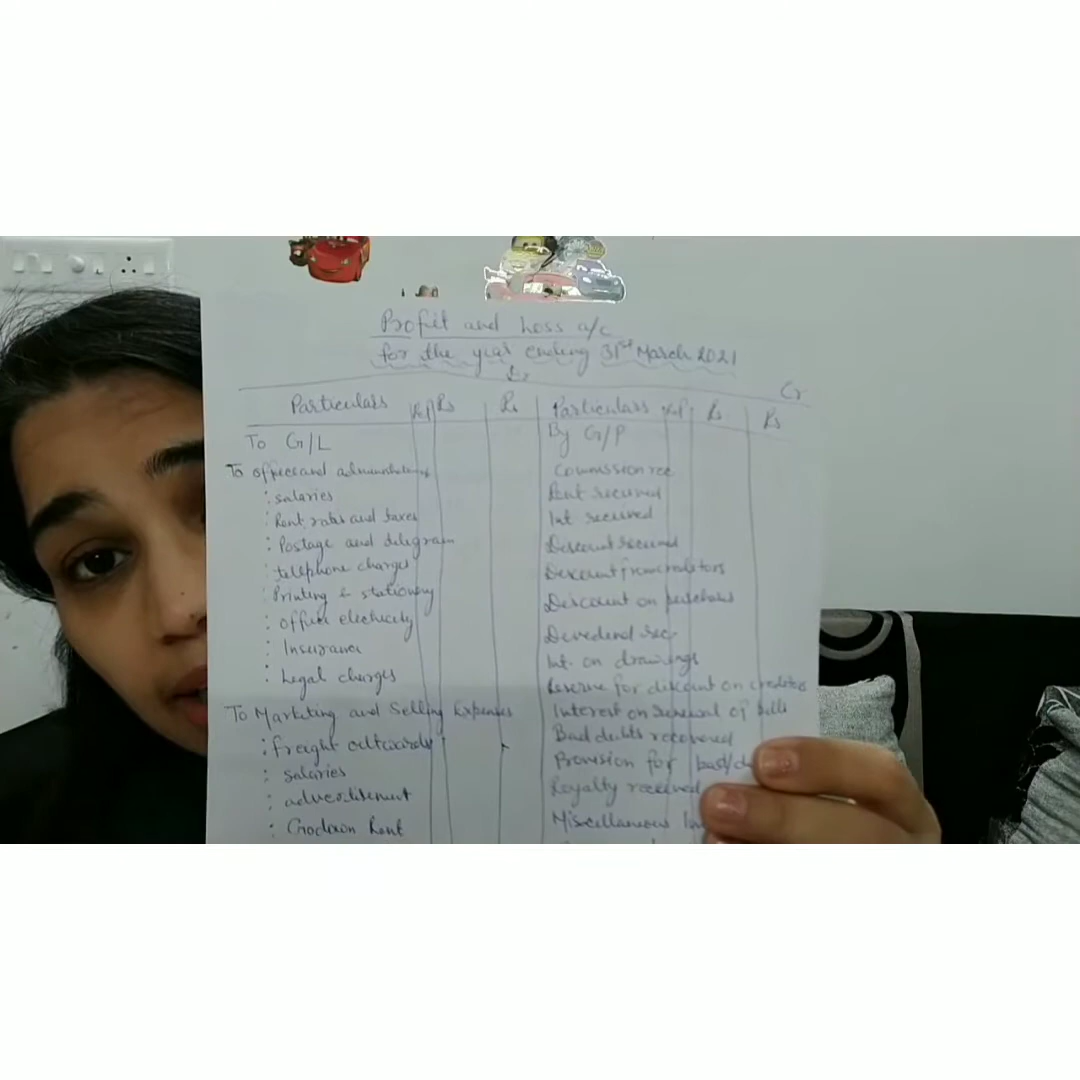 Profit and Loss a/c
for the year ending 31st March 2021
Cr
Particulars Rs Rs Particulars Rs Rs
To G/L
By G/P
To office and
: salaries
: Rent, rates and taxes
: Postage and telegram
: telephone charges
: Printing & stationery
: office electricity
: Insurance
: Legal charges
To Marketing and Selling Expenses
: freight outwards
: salaries
: advertisement
: Godown Rent
Commission rec
Rent received
Int. received
Discount received
Discount from creditors
Discount on purchases
Devedend rec
Int. on drawings
Reserve for discount on creditors
Interest on renewal of bills
Bad debts recovered
Provision for bad/d
Royalty received
Miscellaneous